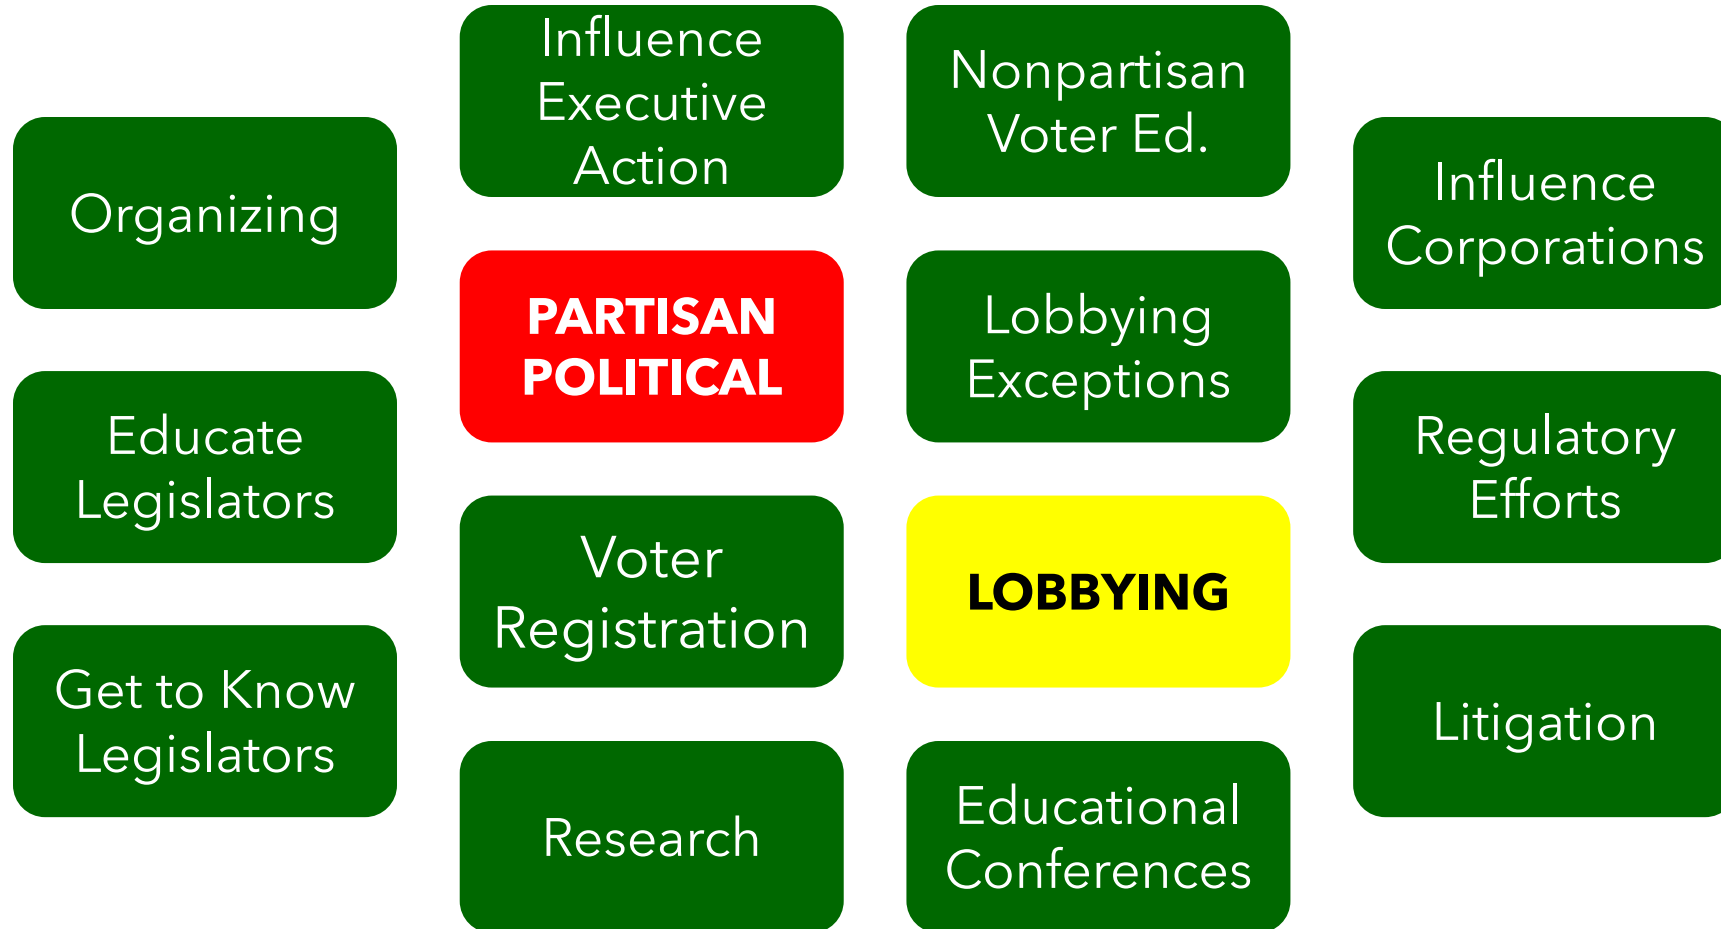 Organizing
Educate
Legislators
Get to Know
Legislators
Influence
Executive
Action
PARTISAN
POLITICAL
Voter
Registration
Research
Nonpartisan
Voter Ed.
Lobbying
Exceptions
LOBBYING
Educational
Conferences
Influence
Corporations
Regulatory
Efforts
Litigation